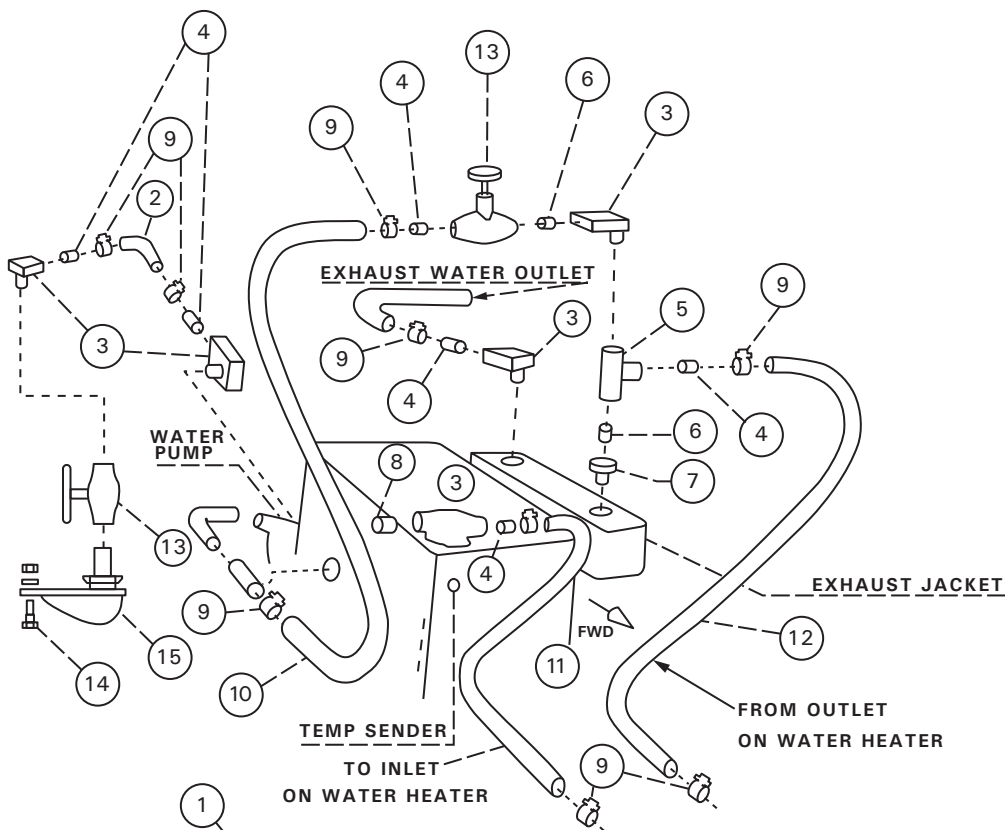 4
13
4
6
3
9
9
2
EXHAUST WATER OUTLET
9
5
3
3
9
4
WATER
PUMP
8
3
6
4
7
13
4
EXHAUST JACKET
9
FWD
12
15
14
10
11
FROM OUTLET
ON WATER HEATER
TEMP SENDER
TO INLET
ON WATER HEATER
9
1